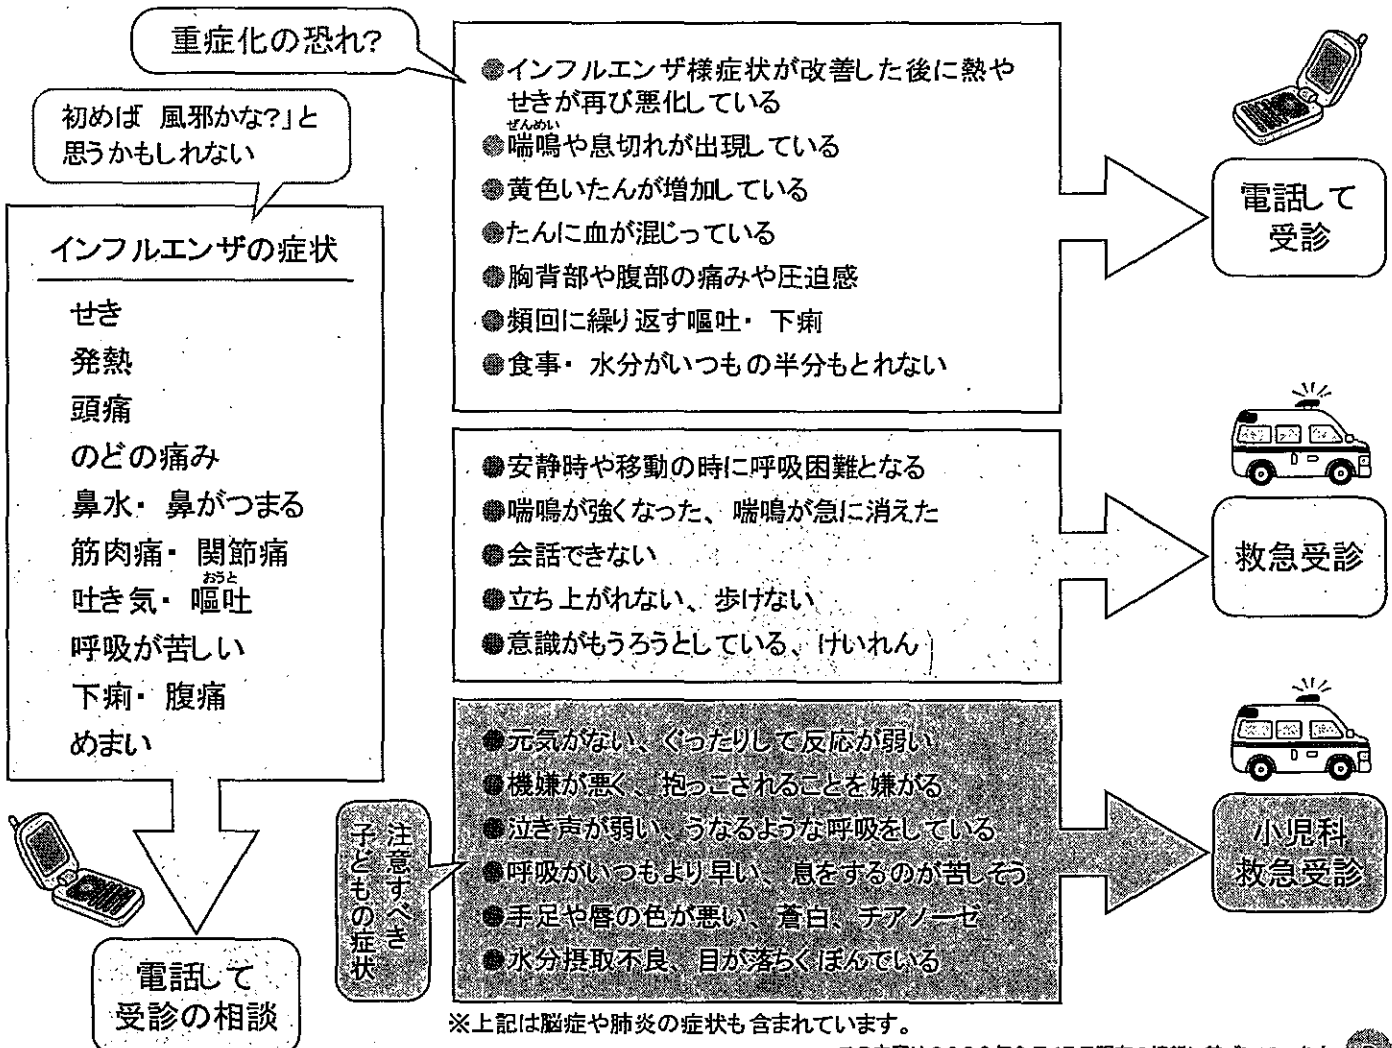 重症化の恐れ?
初めば 風邪かな?」と
思うかもしれない
インフルエンザの症状
せき
発熱
頭痛
のどの痛み
鼻水・ 鼻がつまる
筋肉痛・ 関節痛
おうと
吐き気・ 嘔吐
呼吸が苦しい
下痢・ 腹痛
めまい
電話して
受診の相談
●インフルエンザ様症状が改善した後に熱や
せきが再び悪化している
ぜんめい
●喘鳴や息切れが出現している
●黄色いたんが増加している
●たんに血が混じっている
●胸背部や腹部の痛みや圧迫感
●頻回に繰り返す嘔吐・ 下痢
●食事・ 水分がいつもの半分もとれない
電話して
受診
●安静時や移動の時に呼吸困難となる
●喘鳴が強くなった、喘鳴が急に消えた
●会話できない
●立ち上がれない、歩けない
●意識がもうろうとしている、けいれん
救急受診
注意すべき
子どもの症状
●元気がない、ぐったりして反応が弱い
●機嫌が悪く、抱っこされることを嫌がる
●泣き声が弱い、うなるような呼吸をしている
●呼吸がいつもより早い、息をするのが苦しそう
●手足や唇の色が悪い、蒼白、チアノーゼ
●水分摂取不良、目が落ちくぼんでいる
小児科
救急受診
※上記は脳症や肺炎の症状も含まれています。